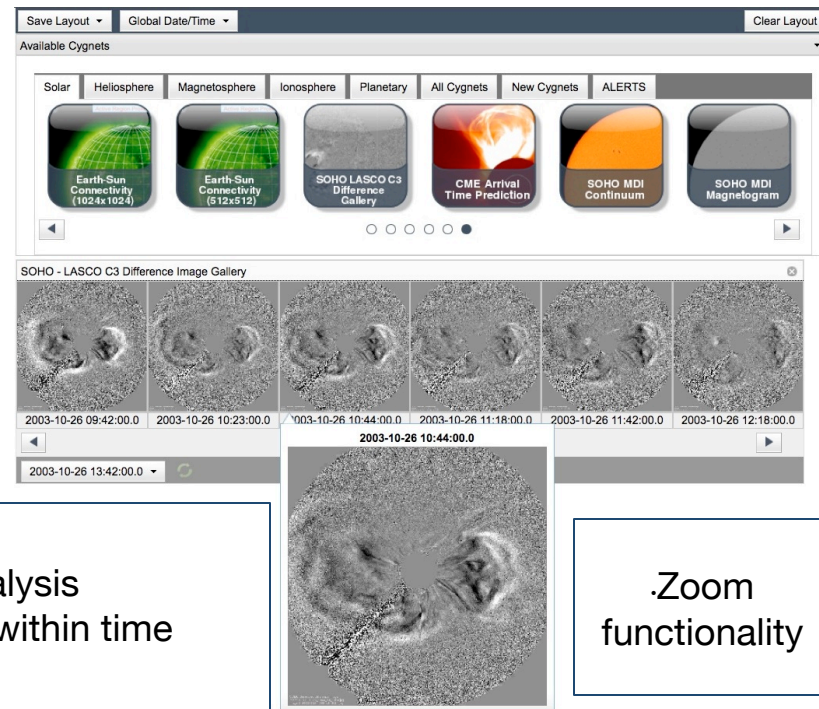 Save Layout Global Date/Time Clear Layout
Available Cygnets
Solar Heliosphere Magnetosphere Ionosphere Planetary All Cygnets New Cygnets ALERTS
Earth-Sun
Connectivity
(1024x1024)
Earth-Sun
Connectivity
(512x512)
SOHO LASCO C3
Difference
Gallery
CME Arrival
Time Prediction
SOHO MDI
Continuum
SOHO MDI
Magnetogram
SOHO - LASCO C3 Difference Image Gallery
2003-10-26 09:42:00.0 2003-10-26 10:23:00.0 2003-10-26 10:44:00.0 2003-10-26 11:18:00.0 2003-10-26 11:42:00.0 2003-10-26 12:18:00.0
2003-10-26 10:44:00.0
2003-10-26 13:42:00.0
alysis
within time
·Zoom
functionality